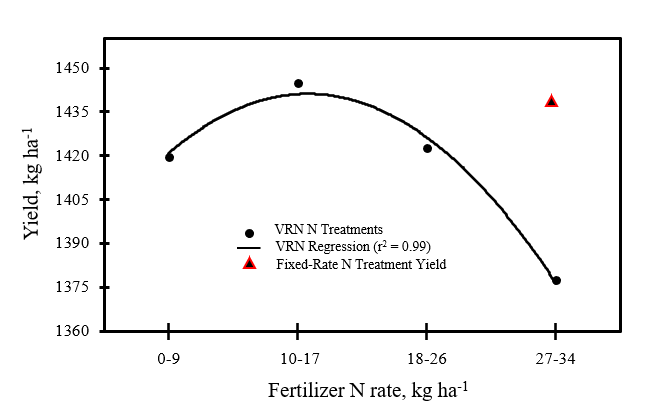 1450
1435
1420
1405
1390
1375
1360
Yield, kg ha⁻¹
VRN N Treatments
VRN Regression (r² = 0.99)
Fixed-Rate N Treatment Yield
0-9 10-17 18-26 27-34
Fertilizer N rate, kg ha⁻¹